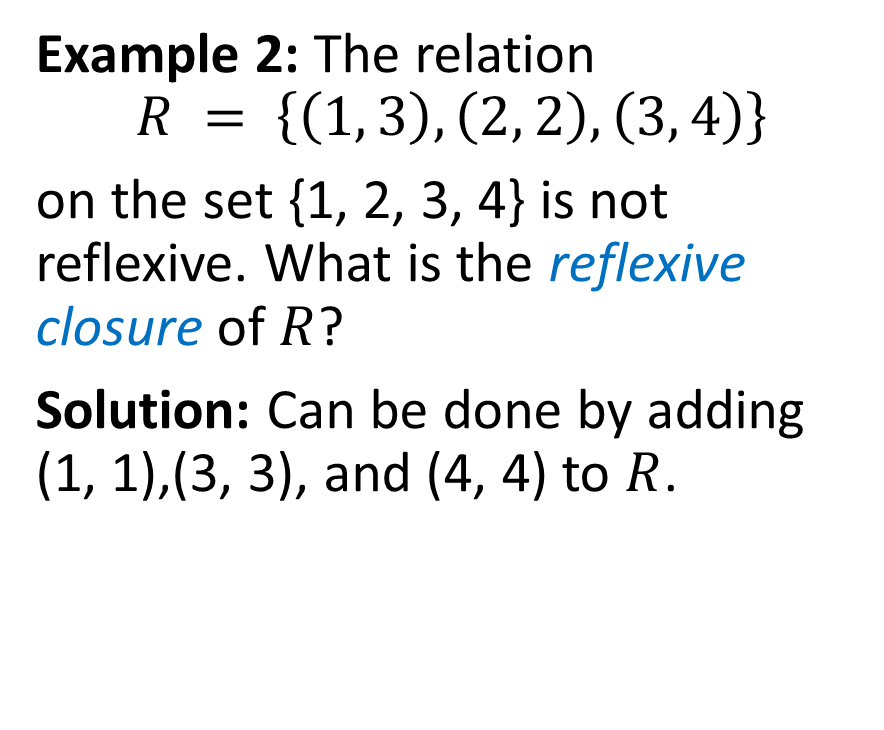 Example 2: The relation
R = {(1, 3), (2, 2), (3, 4)}
on the set {1, 2, 3, 4} is not
reflexive. What is the reflexive
closure of R?
Solution: Can be done by adding
(1, 1),(3, 3), and (4, 4) to R.